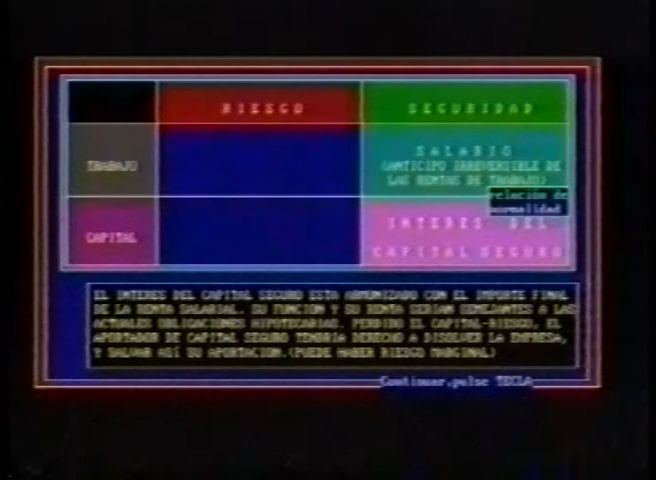 RIESGO
SEGURIDAD
TRABAJO
SALARIO
(ANTICIPO IRREVERSIBLE DE
LAS RENTAS DE TRABAJO)
relación de
normalidad
CAPITAL
INTERES DEL
CAPITAL SEGURO
EL INTERES DEL CAPITAL SEGURO ESTA ARMONIZADO CON EL IMPORTE FINAL
DE LA RENTA SALARIAL. SU FUNCION Y SU RENTA SERIAN SEMEJANTES A LAS
ACTUALES OBLIGACIONES HIPOTECARIAS. PERDIDO EL CAPITAL-RIESGO, EL
APORTADOR DE CAPITAL SEGURO TENDRIA DERECHO A DISOLVER LA EMPRESA,
Y SALVAR ASI SU APORTACION.(PUEDE HABER RIESGO MARGINAL)
Continuar,pulse TECLA